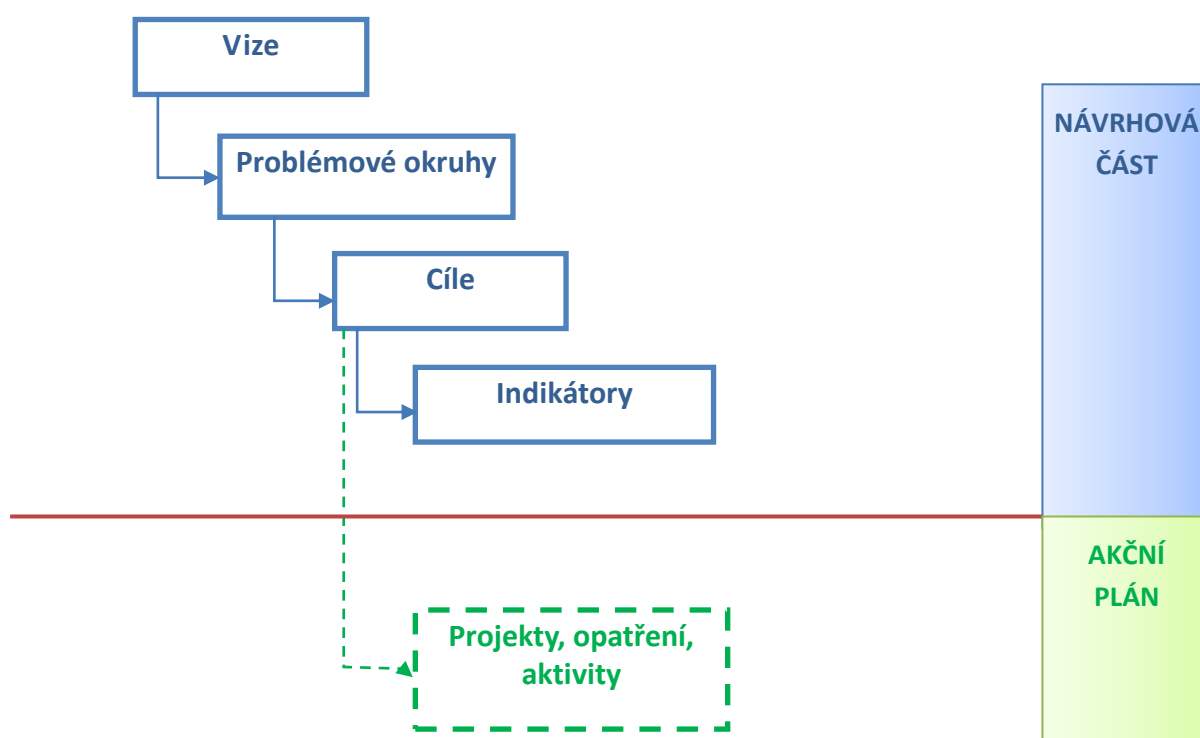 Vize
NÁVRHOVÁ
ČÁST
Problémové okruhy
Cíle
Indikátory
AKČNÍ
PLÁN
Projekty, opatření,
aktivity